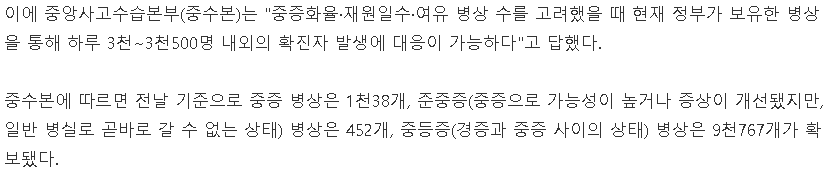 이에 중앙사고수습본부(중수본)는 "중증화율·재원일수·여유 병상 수를 고려했을 때 현재 정부가 보유한 병상
을 통해 하루 3천~3천500명 내외의 확진자 발생에 대응이 가능하다"고 답했다.
중수본에 따르면 전날 기준으로 중증 병상은 1천38개, 준중증(중증으로 가능성이 높거나 증상이 개선됐지만,
일반 병실로 곧바로 갈 수 없는 상태) 병상은 452개, 중등증(경증과 중증 사이의 상태) 병상은 9천767개가 확
보됐다.